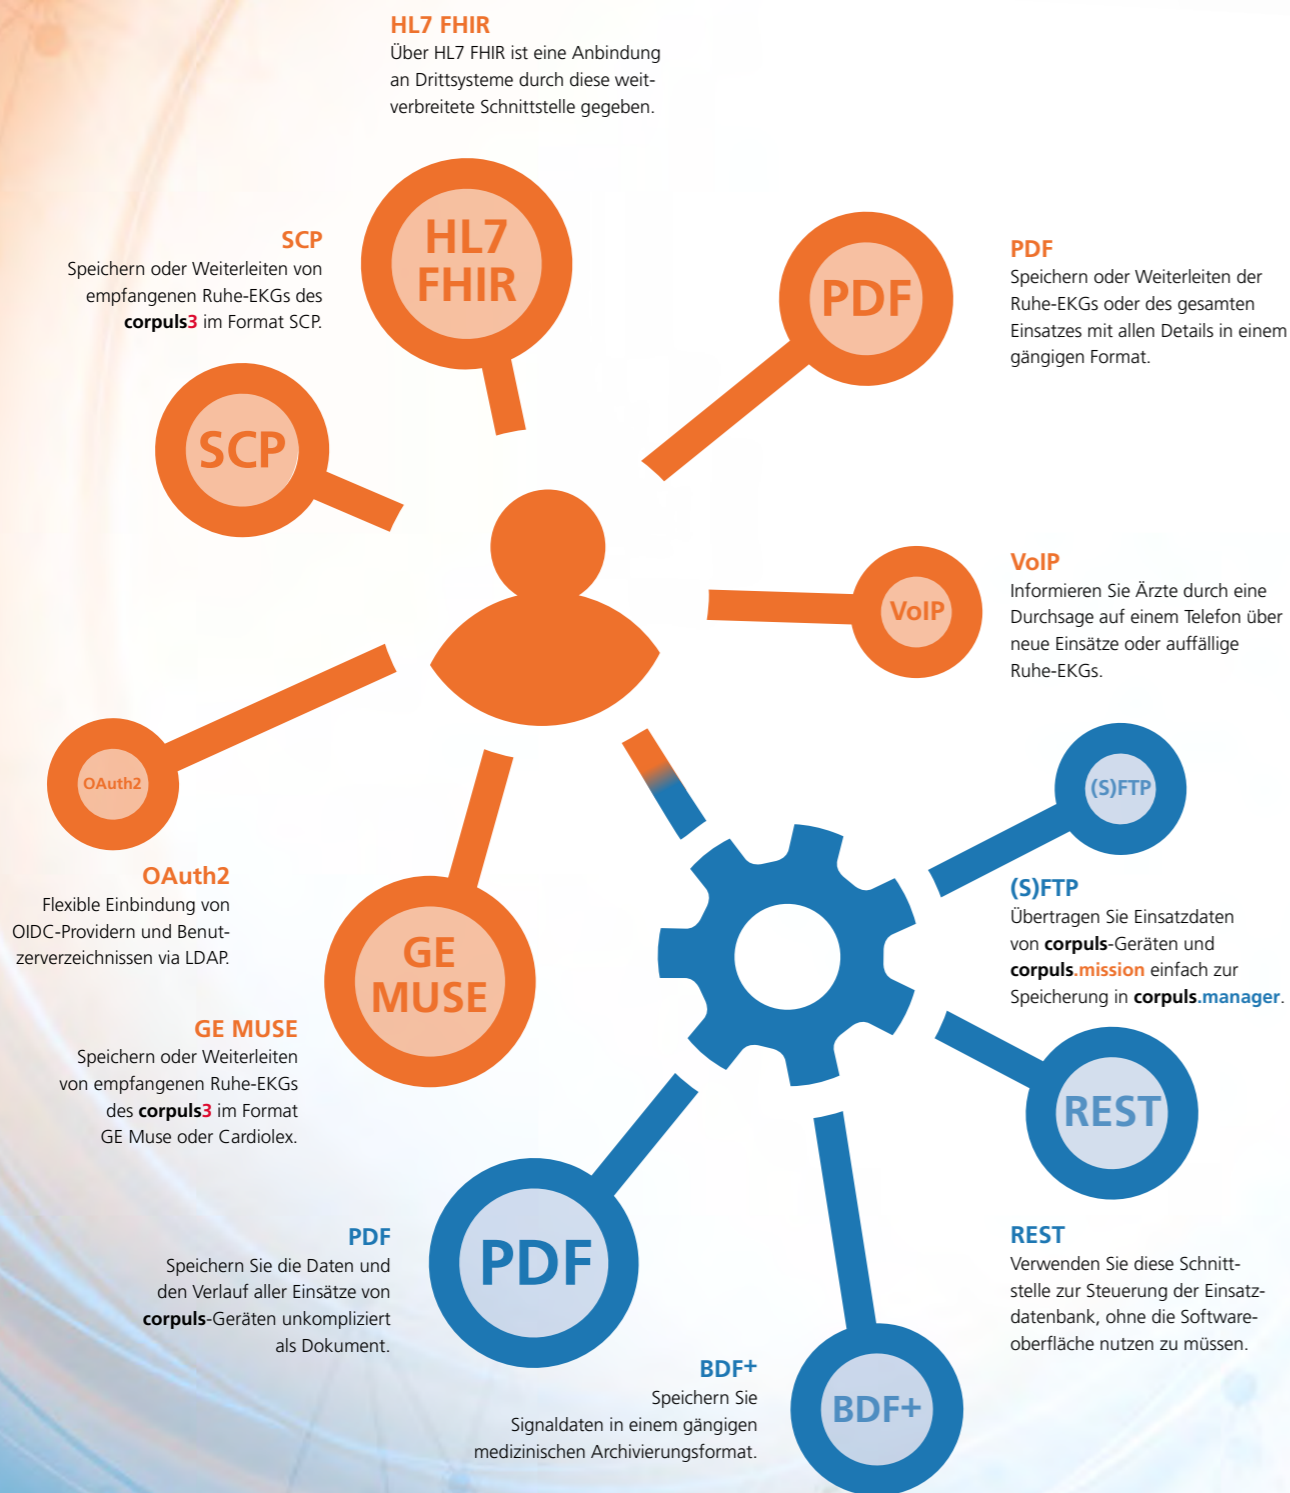 HL7 FHIR
Über HL7 FHIR ist eine Anbindung
an Drittsysteme durch diese weit-
verbreitete Schnittstelle gegeben.
HL7
FHIR
SCP
Speichern oder Weiterleiten von
empfangenen Ruhe-EKGs des
corpuls3 im Format SCP.
SCP
PDF
PDF
Speichern oder Weiterleiten der
Ruhe-EKGs oder des gesamten
Einsatzes mit allen Details in einem
gängigen Format.
VoIP
VoIP
Informieren Sie Ärzte durch eine
Durchsage auf einem Telefon über
neue Einsätze oder auffällige
Ruhe-EKGs.
OAuth2
OAuth2
Flexible Einbindung von
OIDC-Providern und Benut-
zerverzeichnissen via LDAP.
GE
MUSE
GE MUSE
Speichern oder Weiterleiten
von empfangenen Ruhe-EKGs
des corpuls3 im Format
GE Muse oder Cardiolex.
(S)FTP
(S)FTP
Übertragen Sie Einsatzdaten
von corpuls-Geräten und
corpuls.mission einfach zur
Speicherung in corpuls.manager.
REST
REST
Verwenden Sie diese Schnitt-
stelle zur Steuerung der Einsatz-
datenbank, ohne die Software-
oberfläche nutzen zu müssen.
PDF
PDF
Speichern Sie die Daten und
den Verlauf aller Einsätze von
corpuls-Geräten unkompliziert
als Dokument.
BDF+
Speichern Sie
Signaldaten in einem gängigen
medizinischen Archivierungsformat.
BDF+